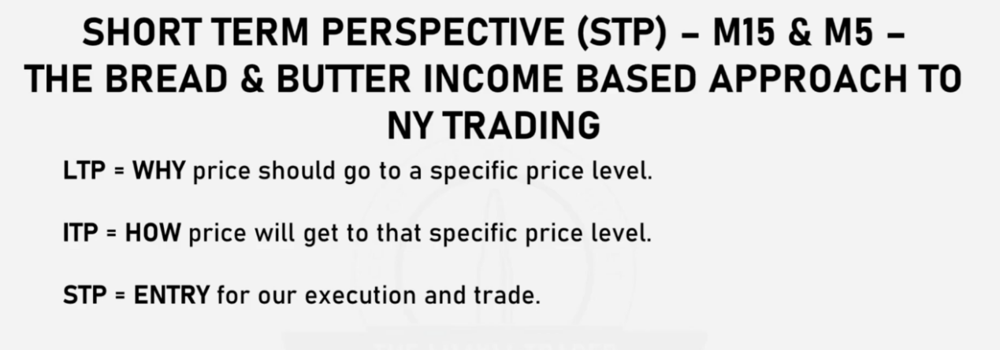 SHORT TERM PERSPECTIVE (STP) – M15 & M5 –
THE BREAD & BUTTER INCOME BASED APPROACH TO
NY TRADING
LTP = WHY price should go to a specific price level.
ITP = HOW price will get to that specific price level.
STP = ENTRY for our execution and trade.